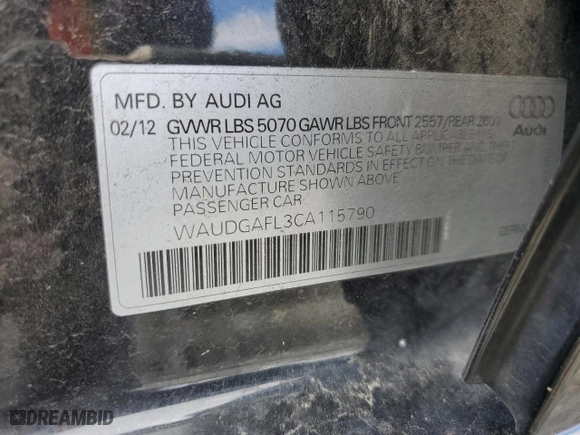 MFD. BY AUDI AG
02/12 GVWR LBS 5070 GAWR LBS FRONT 2557/REAR
THIS VEHICLE CONFORMS TO ALL APPLICABLE
FEDERAL MOTOR VEHICLE SAFETY BUMPER AND THEFT
PREVENTION STANDARDS IN EFFECT ON THE DATE OF
MANUFACTURE SHOWN ABOVE
PASSENGER CAR
WAUDGAFL3CA115790
Audi
DREAMBID